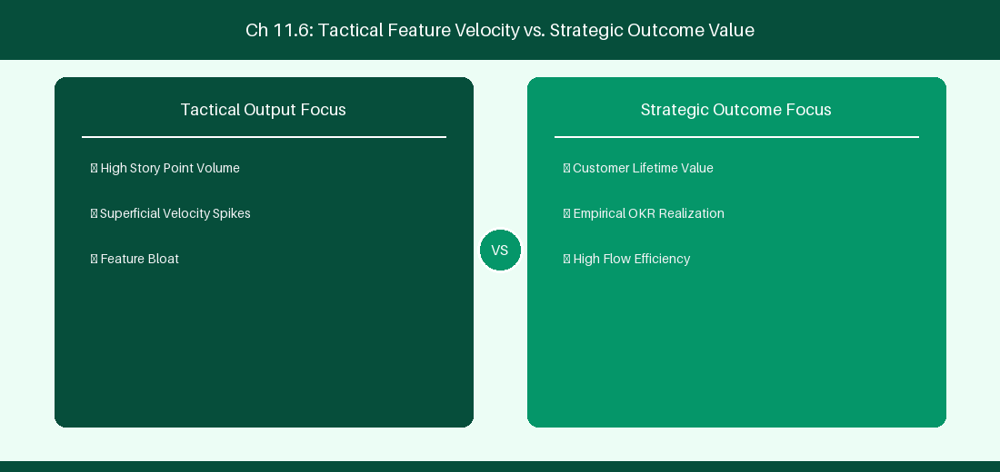 Ch 11.6: Tactical Feature Velocity vs. Strategic Outcome Value
Tactical Output Focus
High Story Point Volume
Superficial Velocity Spikes
Feature Bloat
VS
Strategic Outcome Focus
Customer Lifetime Value
Empirical OKR Realization
High Flow Efficiency